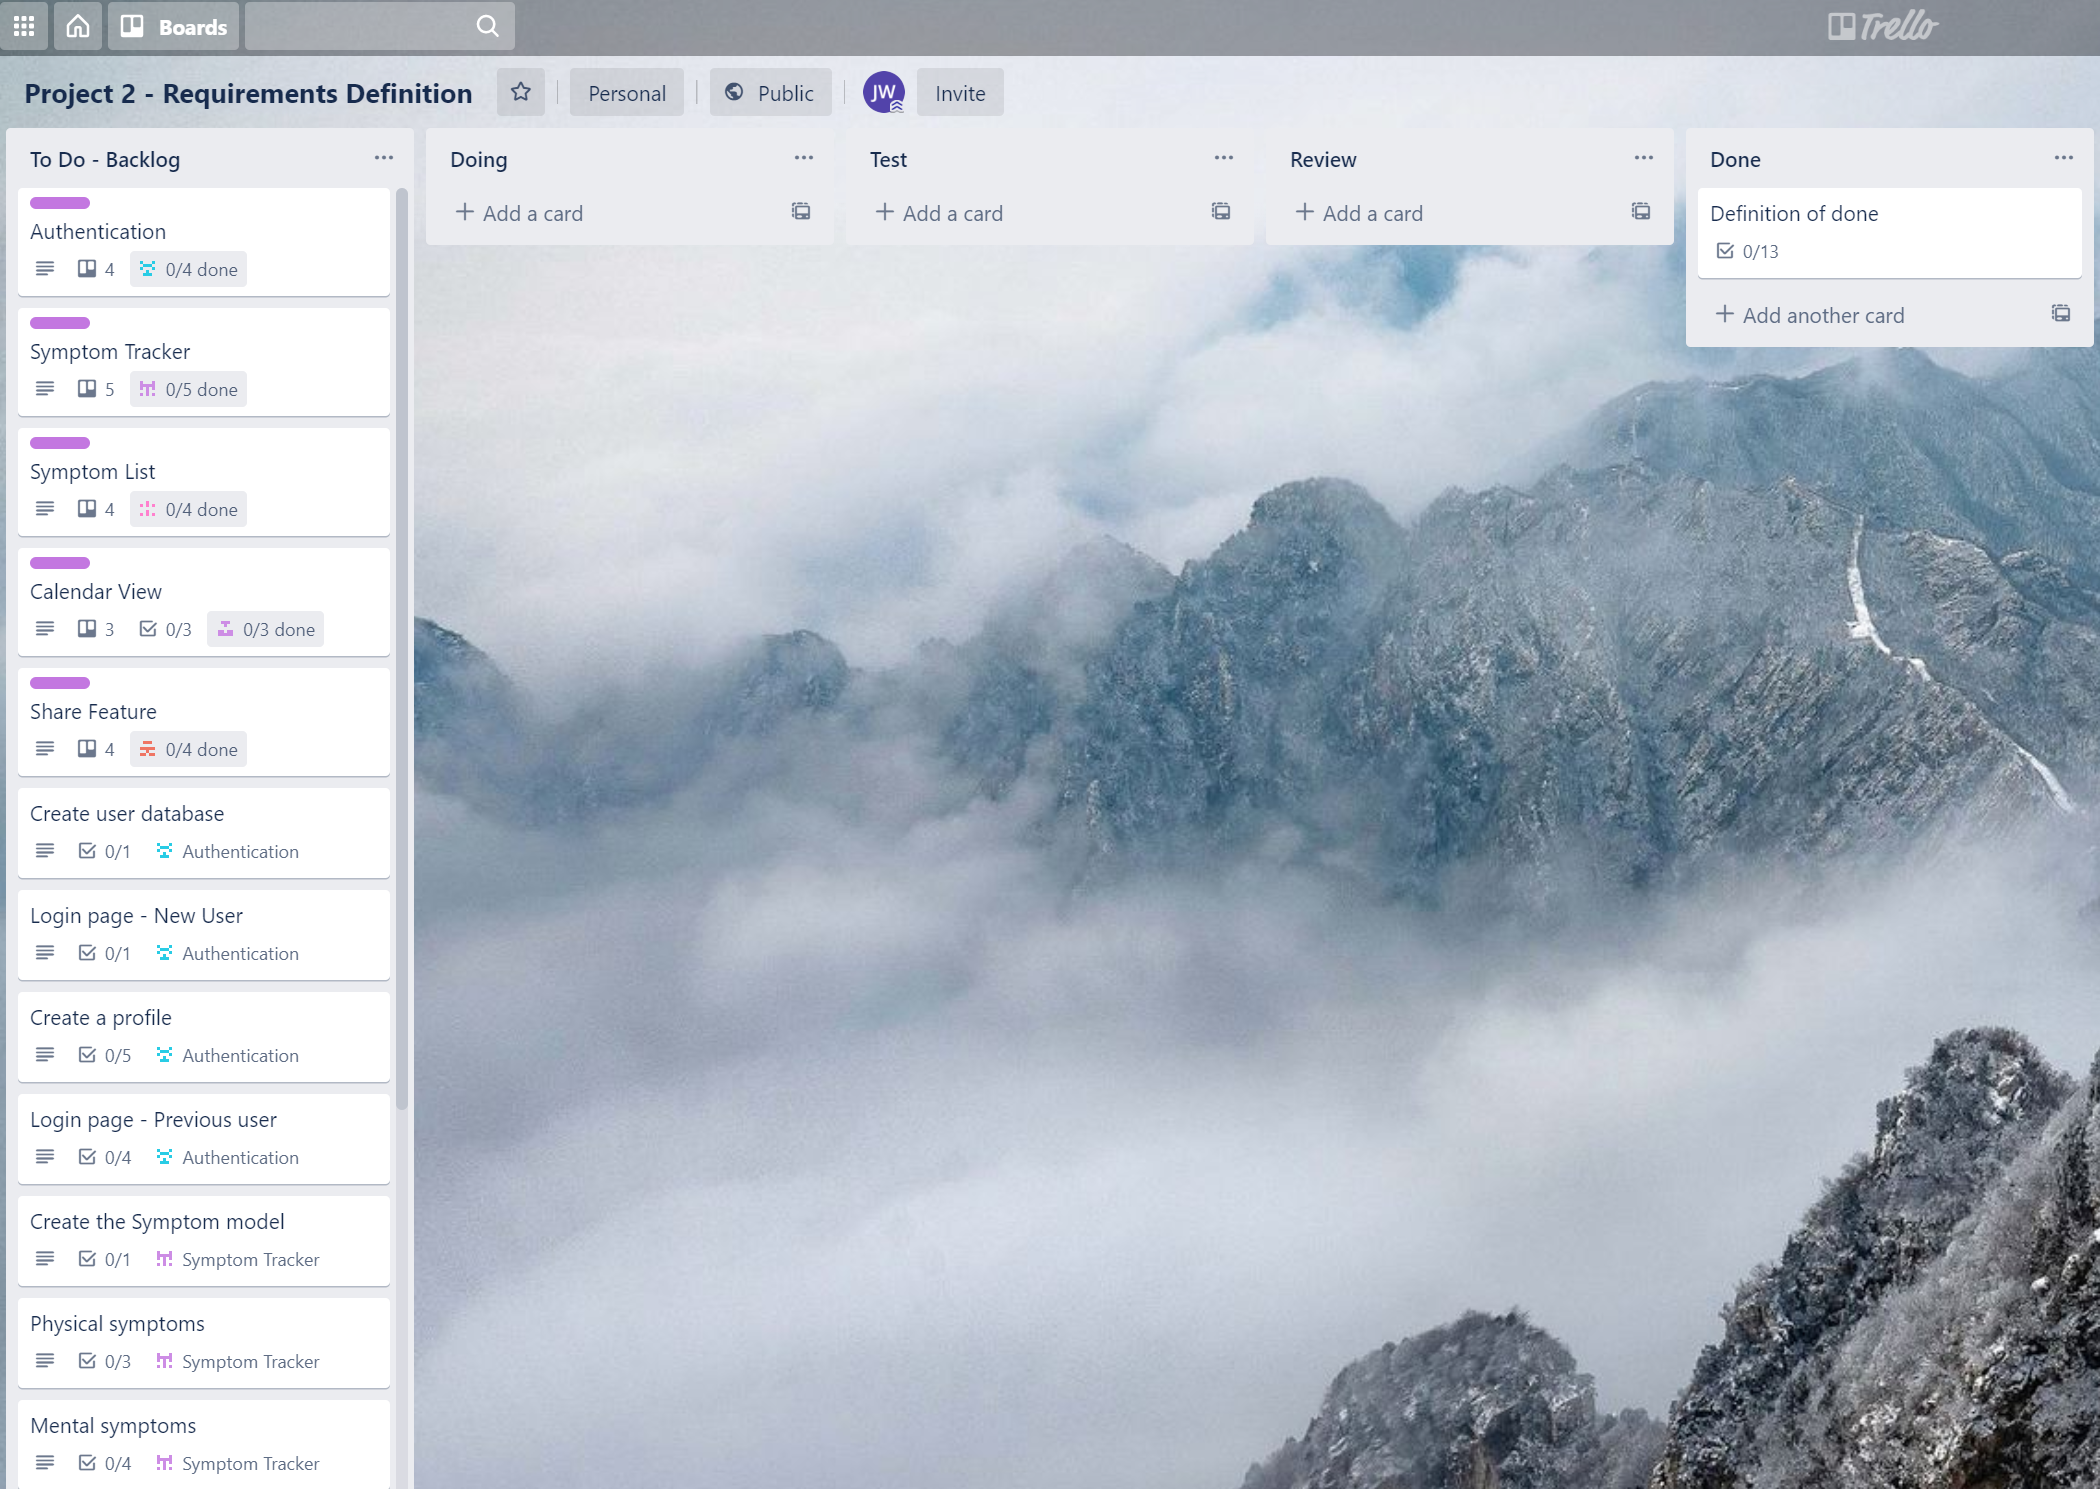 Boards
Trello
Project 2 - Requirements Definition
Personal
Public
JW
Invite
To Do - Backlog
Authentication
4
0/4 done
Symptom Tracker
5
0/5 done
Symptom List
4
0/4 done
Calendar View
3
0/3
0/3 done
Share Feature
4
0/4 done
Create user database
0/1
Authentication
Login page - New User
0/1
Authentication
Create a profile
0/5
Authentication
Login page - Previous user
0/4
Authentication
Create the Symptom model
0/1
Symptom Tracker
Physical symptoms
0/3
Symptom Tracker
Mental symptoms
0/4
Symptom Tracker
Doing
Add a card
Test
Add a card
Review
Add a card
Done
Definition of done
0/13
Add another card